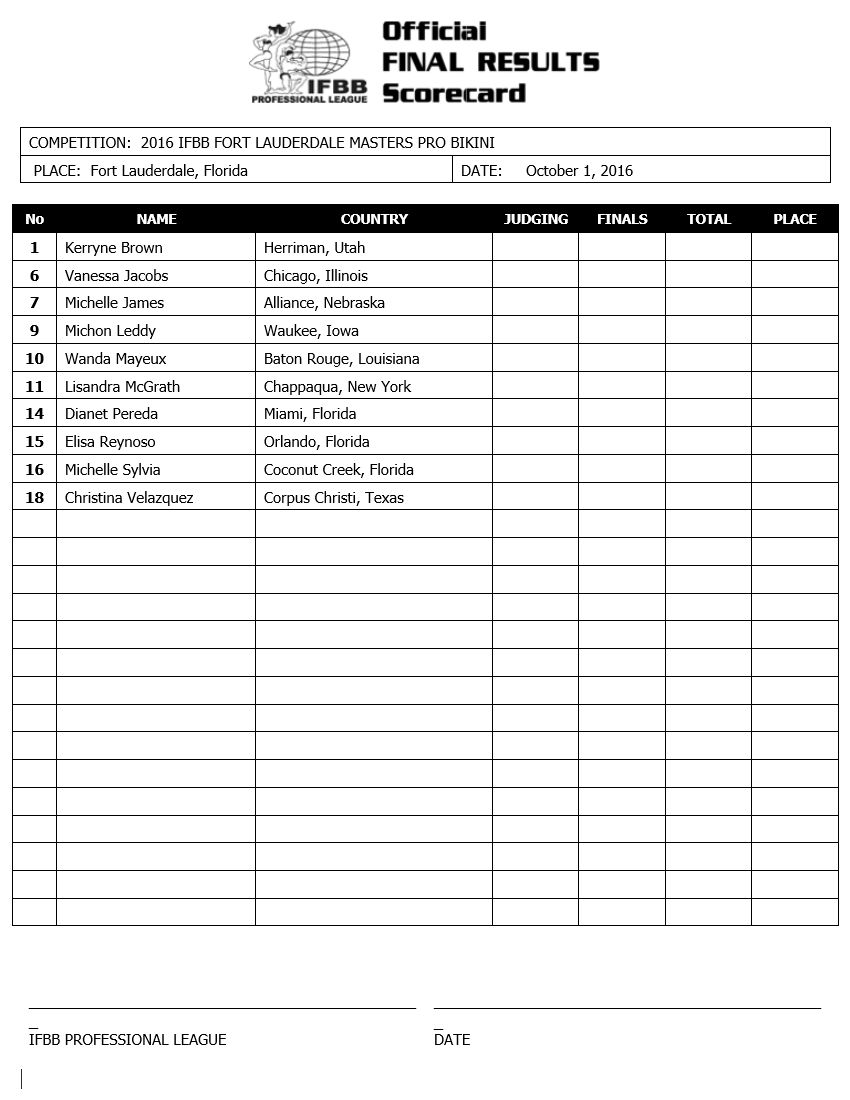 Official
FINAL RESULTS
Scorecard
IFBB
PROFESSIONAL LEAGUE
COMPETITION: 2016 IFBB FORT LAUDERDALE MASTERS PRO BIKINI
PLACE: Fort Lauderdale, Florida DATE: October 1, 2016
No NAME COUNTRY JUDGING FINALS TOTAL PLACE
1 Kerryne Brown Herriman, Utah
6 Vanessa Jacobs Chicago, Illinois
7 Michelle James Alliance, Nebraska
9 Michon Leddy Waukee, Iowa
10 Wanda Mayeux Baton Rouge, Louisiana
11 Lisandra McGrath Chappaqua, New York
14 Dianet Pereda Miami, Florida
15 Elisa Reynoso Orlando, Florida
16 Michelle Sylvia Coconut Creek, Florida
18 Christina Velazquez Corpus Christi, Texas
IFBB PROFESSIONAL LEAGUE DATE